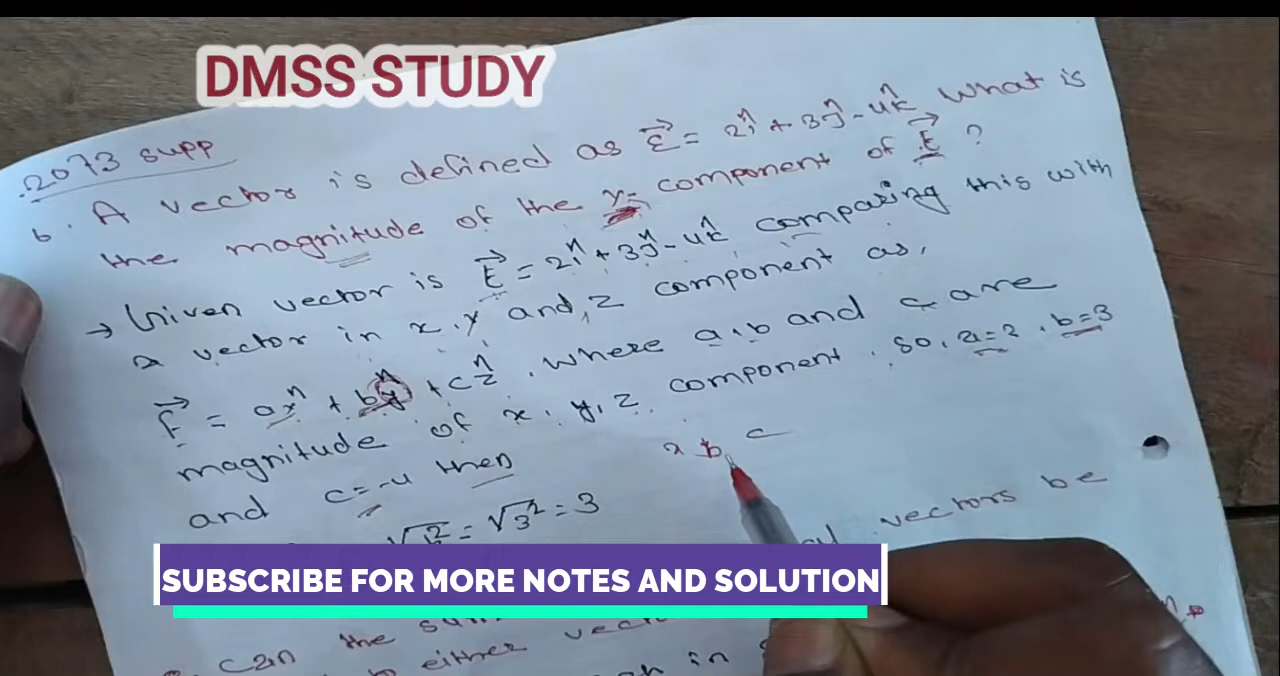 DMSS STUDY
2073 supp
6. A vector is defined as E⃗ = 2î + 3ĵ - 4k̂ What is
the magnitude of the y- component of E⃗ ?
→ Given vector is E⃗ = 2î + 3ĵ - 4k̂ comparing this with
a vector in x, y and, z component as,
F⃗ = ax̂ + bŷ + cẑ , where a, b and c are
magnitude of x, y, z component. so, a=2, b=3
and c=-4 then
a b c
√b² = √3² = 3
vectors be
SUBSCRIBE FOR MORE NOTES AND SOLUTION
can the
either
in